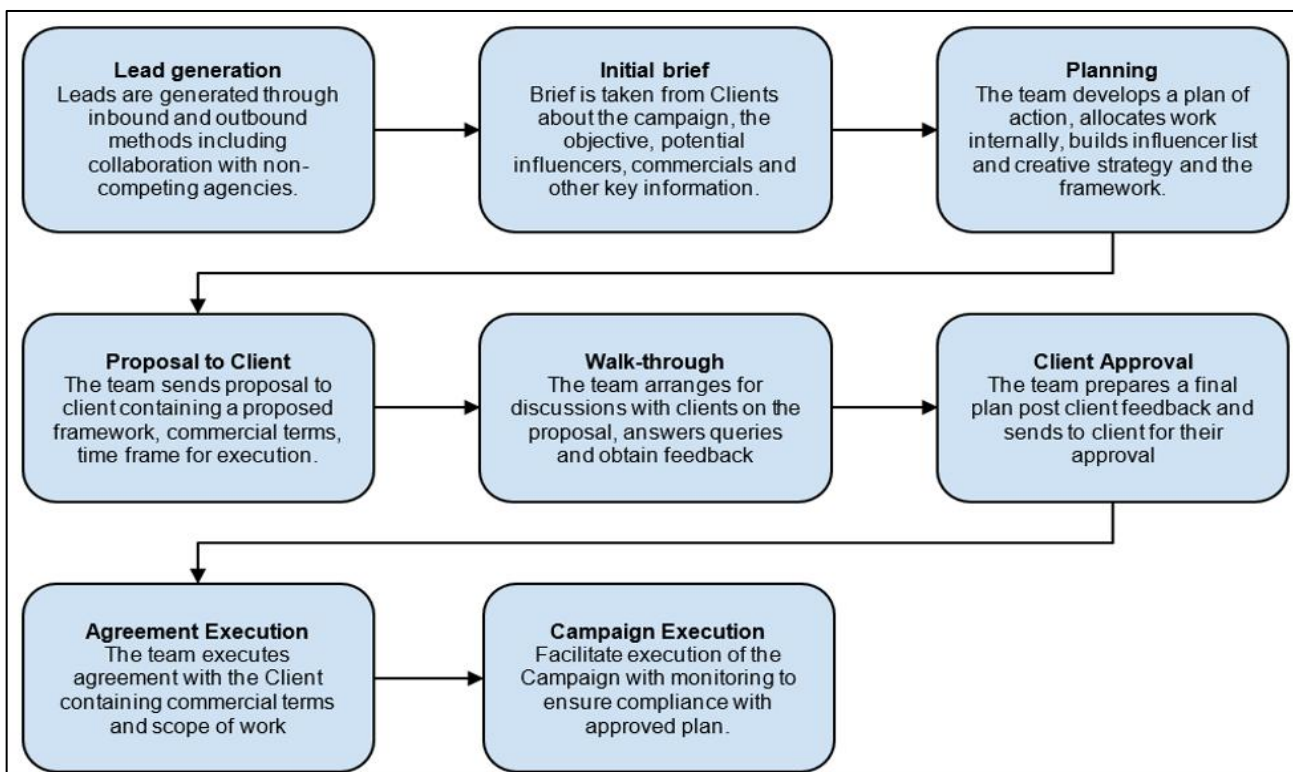 Lead generation
Leads are generated through
inbound and outbound
methods including
collaboration with non-
competing agencies.
Initial brief
Brief is taken from Clients
about the campaign, the
objective, potential
influencers, commercials and
other key information.
Planning
The team develops a plan of
action, allocates work
internally, builds influencer list
and creative strategy and the
framework.
Proposal to Client
The team sends proposal to
client containing a proposed
framework, commercial terms,
time frame for execution.
Walk-through
The team arranges for
discussions with clients on the
proposal, answers queries
and obtain feedback
Client Approval
The team prepares a final
plan post client feedback and
sends to client for their
approval
Agreement Execution
The team executes
agreement with the Client
containing commercial terms
and scope of work
Campaign Execution
Facilitate execution of the
Campaign with monitoring to
ensure compliance with
approved plan.